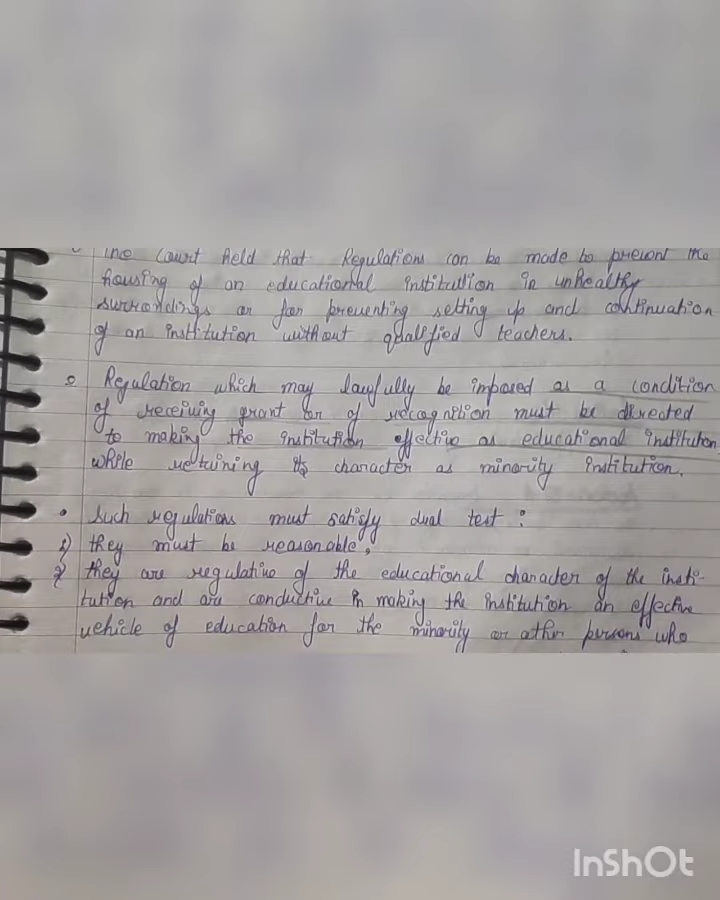 The Court held that Regulations can be made to prevent the
housing of an educational institution in unhealthy
surrondings or for preventing setting up and continuation
of an institution without qualified teachers.
Regulation which may lawfully be imposed as a condition
of receiving grant or of recognition must be directed
to making the institution effective as educational institution
while retaining its character as minority institution.
• Such regulations must satisfy dual test :
1) they must be reasonable,
2) they are regulative of the educational character of the insti-
tution and are conductive in making the institution an effective
vehicle of education for the minority or other persons who
InShOt